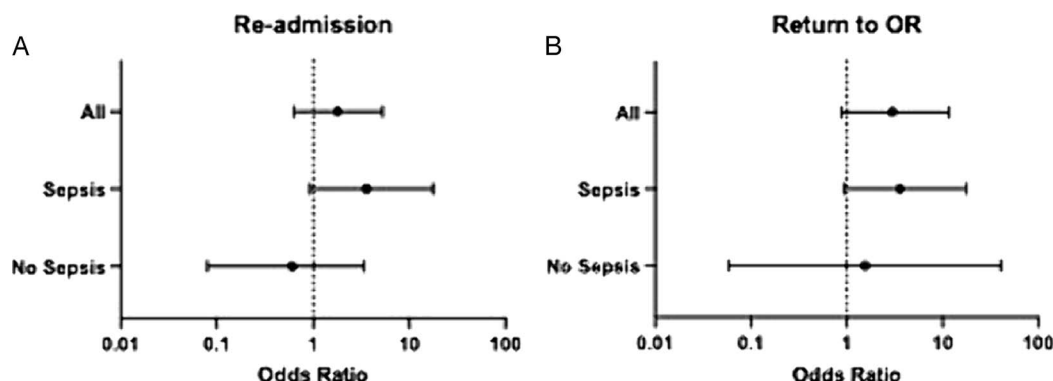 A
Re-admission
All
Sepsis
No Sepsis
0.01 0.1 1 10 100
Odds Ratio
B
Return to OR
All
Sepsis
No Sepsis
0.01 0.1 1 10 100
Odds Ratio